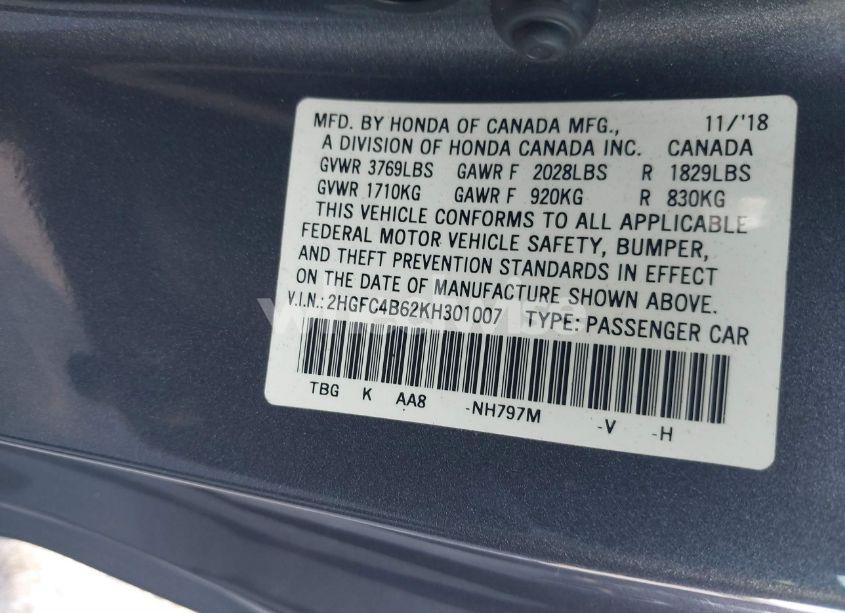 MFD. BY HONDA OF CANADA MFG., 11/'18
A DIVISION OF HONDA CANADA INC. CANADA
GVWR 3769LBS GAWR F 2028LBS R 1829LBS
GVWR 1710KG GAWR F 920KG R 830KG
THIS VEHICLE CONFORMS TO ALL APPLICABLE
FEDERAL MOTOR VEHICLE SAFETY, BUMPER,
AND THEFT PREVENTION STANDARDS IN EFFECT
ON THE DATE OF MANUFACTURE SHOWN ABOVE.
V.I.N.: 2HGFC4B62KH301007 TYPE: PASSENGER CAR
TBG K AA8 -NH797M -V -H